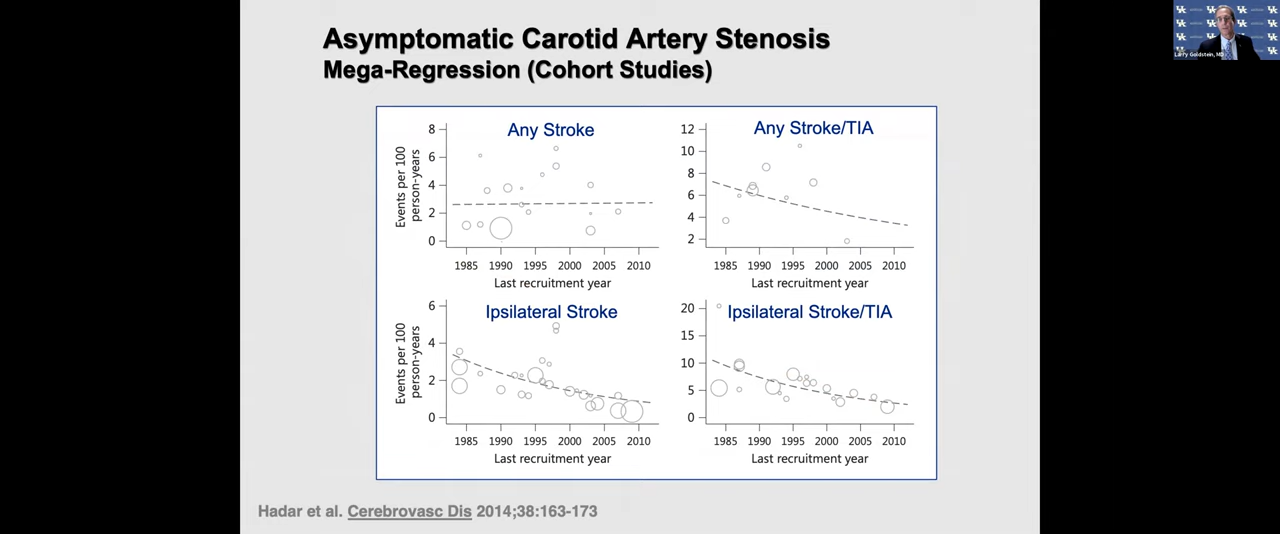 Asymptomatic Carotid Artery Stenosis
Mega-Regression (Cohort Studies)
Any Stroke
Events per 100
person-years
8
6
4
2
0
1985 1990 1995 2000 2005 2010
Last recruitment year
Any Stroke/TIA
12
10
8
6
4
2
1985 1990 1995 2000 2005 2010
Last recruitment year
Ipsilateral Stroke
Events per 100
person-years
6
4
2
0
1985 1990 1995 2000 2005 2010
Last recruitment year
Ipsilateral Stroke/TIA
20
15
10
5
0
1985 1990 1995 2000 2005 2010
Last recruitment year
Hadar et al. Cerebrovasc Dis 2014;38:163-173
Larry Goldstein, MD